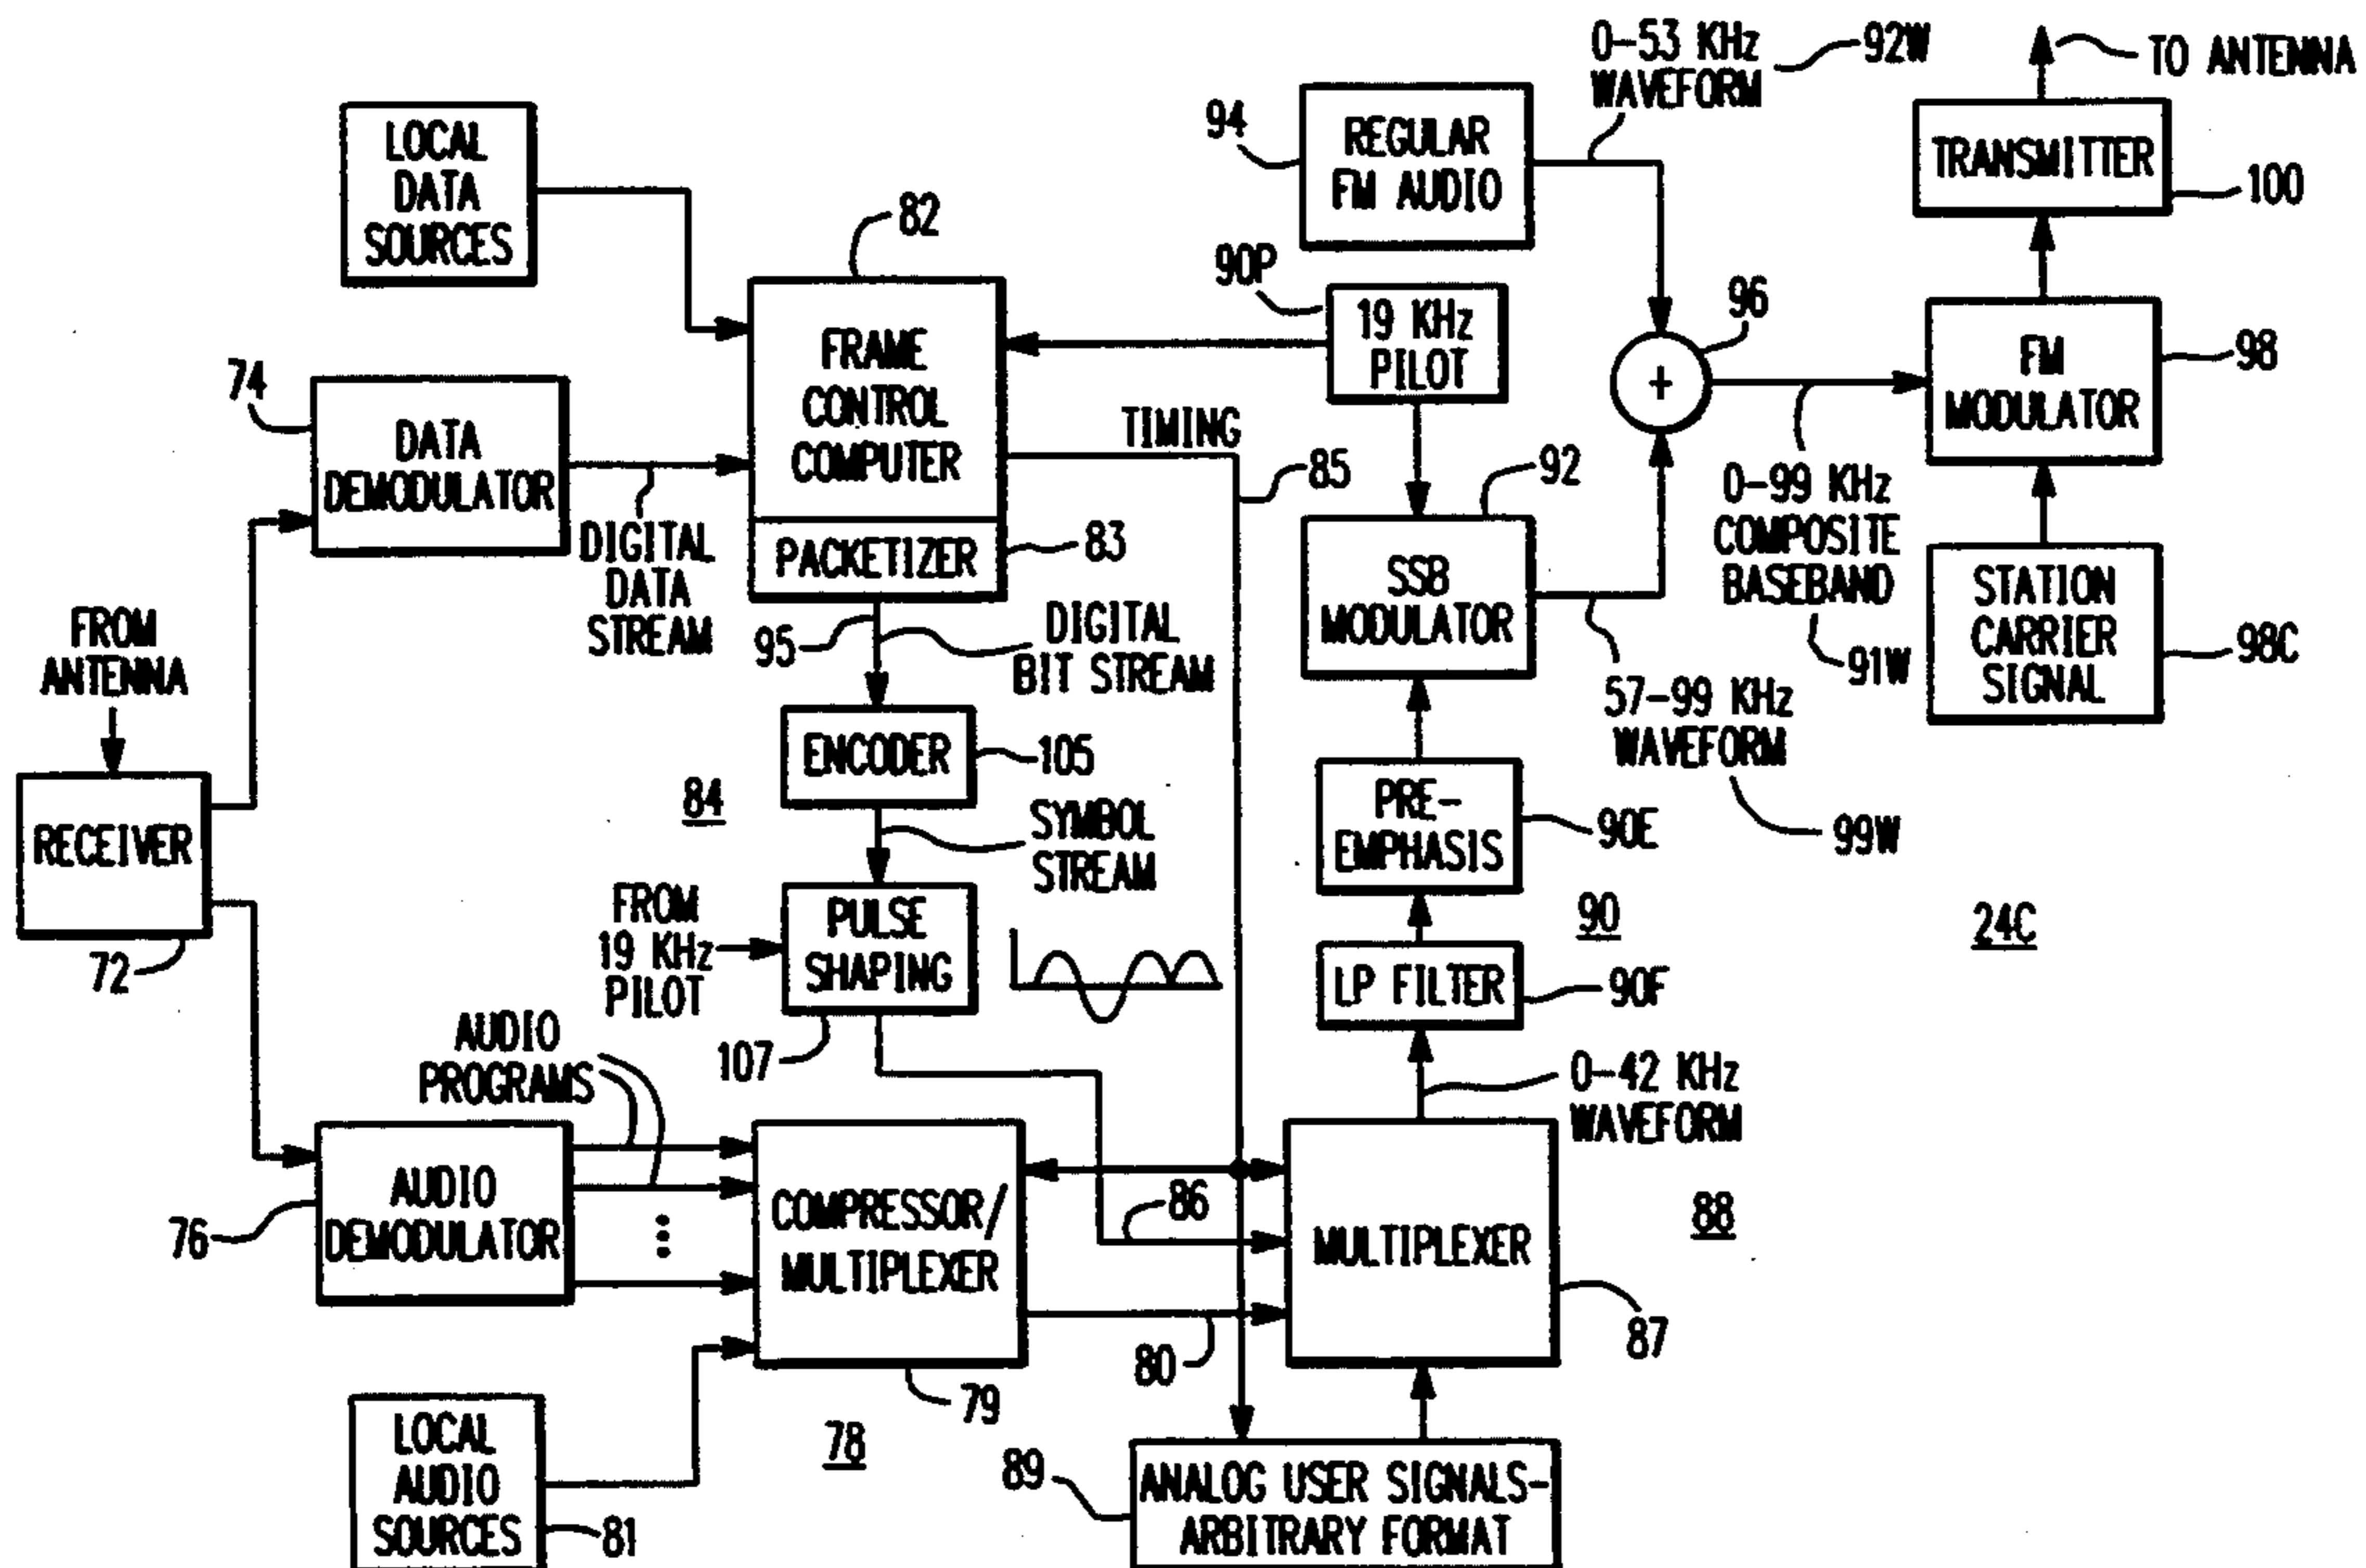 LOCAL
DATA
SOURCES
82
94
REGULAR
FM AUDIO
0-53 KHz
WAVEFORM
92W
TO ANTENNA
TRANSMITTER
100
74
DATA
DEMODULATOR
DIGITAL
DATA
STREAM
FRAME
CONTROL
COMPUTER
PACKETIZER
83
90P
19 KHz
PILOT
TIMING
85
96
+
FM
MODULATOR
98
0-99 KHz
COMPOSITE
BASEBAND
91W
92
SSB
MODULATOR
57-99 KHz
WAVEFORM
99W
STATION
CARRIER
SIGNAL
98C
FROM
ANTENNA
RECEIVER
72
95
DIGITAL
BIT STREAM
ENCODER
105
84
SYMBOL
STREAM
FROM
19 KHz
PILOT
PULSE
SHAPING
107
PRE-
EMPHASIS
90E
90
24C
LP FILTER
90F
0-42 KHz
WAVEFORM
AUDIO
PROGRAMS
76
AUDIO
DEMODULATOR
COMPRESSOR/
MULTIPLEXER
86
MULTIPLEXER
88
87
80
79
78
LOCAL
AUDIO
SOURCES
81
89
ANALOG USER SIGNALS-
ARBITRARY FORMAT